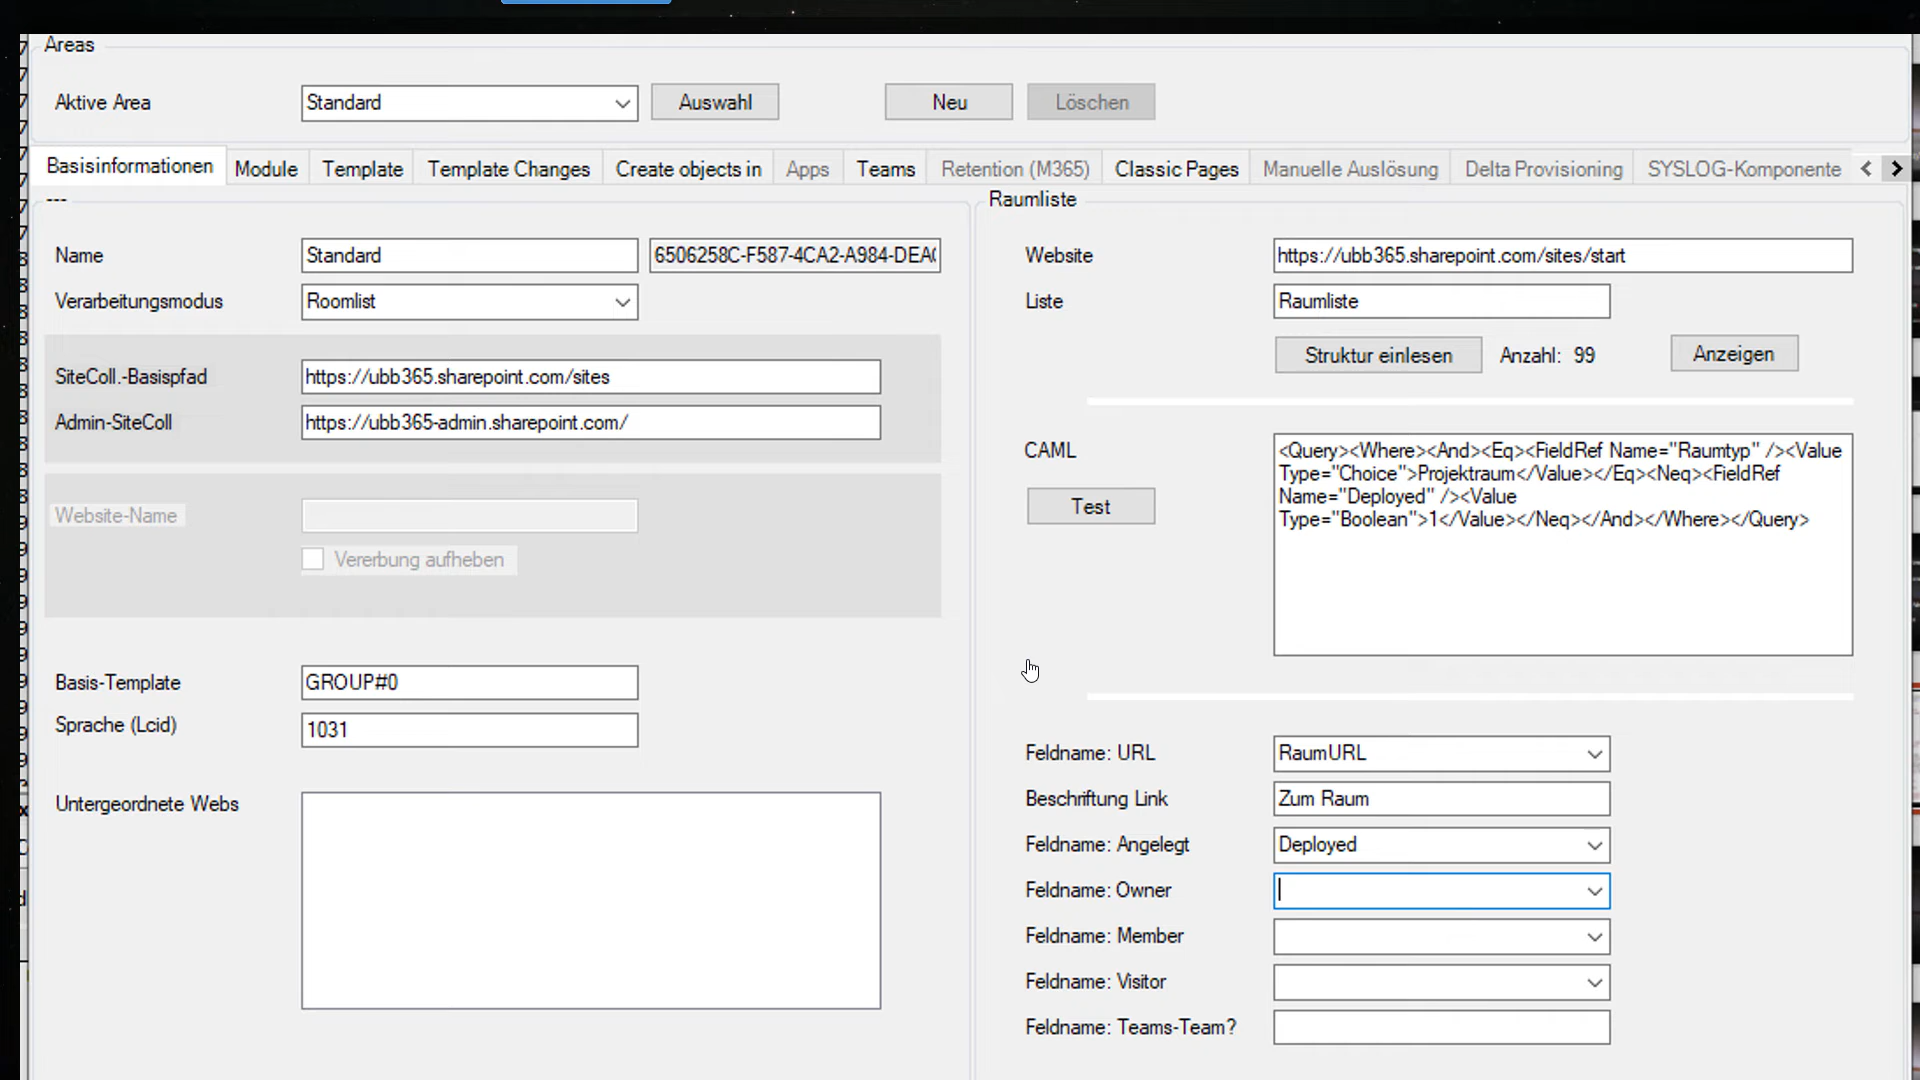 Areas
Aktive Area Standard Auswahl Neu Löschen
Basisinformationen Module Template Template Changes Create objects in Apps Teams Retention (M365) Classic Pages Manuelle Auslösung Delta Provisioning SYSLOG-Komponente
---
Name Standard 6506258C-F587-4CA2-A984-DEA
Verarbeitungsmodus Roomlist
SiteColl.-Basispfad https://ubb365.sharepoint.com/sites
Admin-SiteColl https://ubb365-admin.sharepoint.com/
Website-Name
Vererbung aufheben
Basis-Template GROUP#0
Sprache (Lcid) 1031
Untergeordnete Webs
Raumliste
Website https://ubb365.sharepoint.com/sites/start
Liste Raumliste
Struktur einlesen Anzahl: 99 Anzeigen
CAML
Test
<Query><Where><And><Eq><FieldRef Name="Raumtyp" /><Value
Type="Choice">Projektraum</Value></Eq><Neq><FieldRef
Name="Deployed" /><Value
Type="Boolean">1</Value></Neq></And></Where></Query>
Feldname: URL RaumURL
Beschriftung Link Zum Raum
Feldname: Angelegt Deployed
Feldname: Owner
Feldname: Member
Feldname: Visitor
Feldname: Teams-Team?